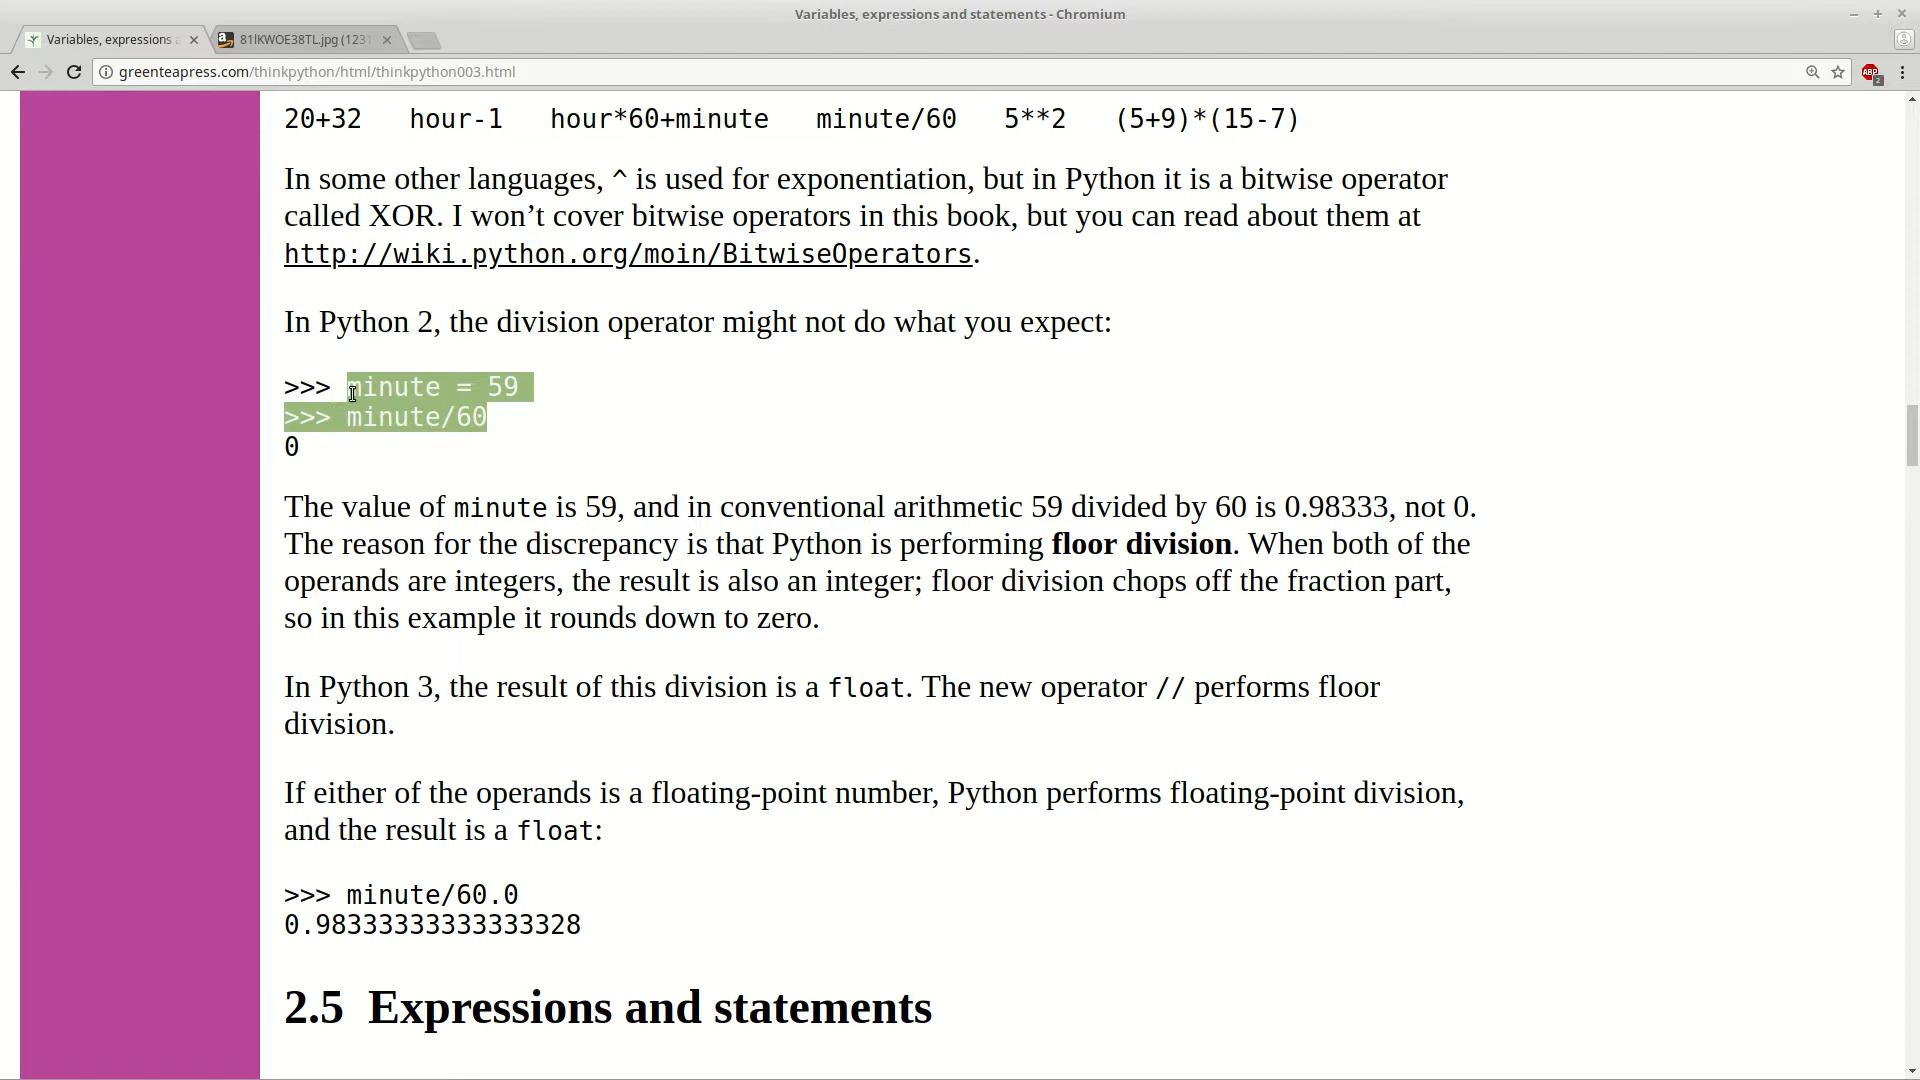 Variables, expressions and statements - Chromium
Variables, expressions a
81lKWOE38TL.jpg (1231
greenteapress.com/thinkpython/html/thinkpython003.html
ABP
2
20+32 hour-1 hour*60+minute minute/60 5**2 (5+9)*(15-7)
In some other languages, ^ is used for exponentiation, but in Python it is a bitwise operator
called XOR. I won’t cover bitwise operators in this book, but you can read about them at
http://wiki.python.org/moin/BitwiseOperators.
In Python 2, the division operator might not do what you expect:
>>> minute = 59
>>> minute/60
0
The value of minute is 59, and in conventional arithmetic 59 divided by 60 is 0.98333, not 0.
The reason for the discrepancy is that Python is performing floor division. When both of the
operands are integers, the result is also an integer; floor division chops off the fraction part,
so in this example it rounds down to zero.
In Python 3, the result of this division is a float. The new operator // performs floor
division.
If either of the operands is a floating-point number, Python performs floating-point division,
and the result is a float:
>>> minute/60.0
0.98333333333333328
2.5 Expressions and statements